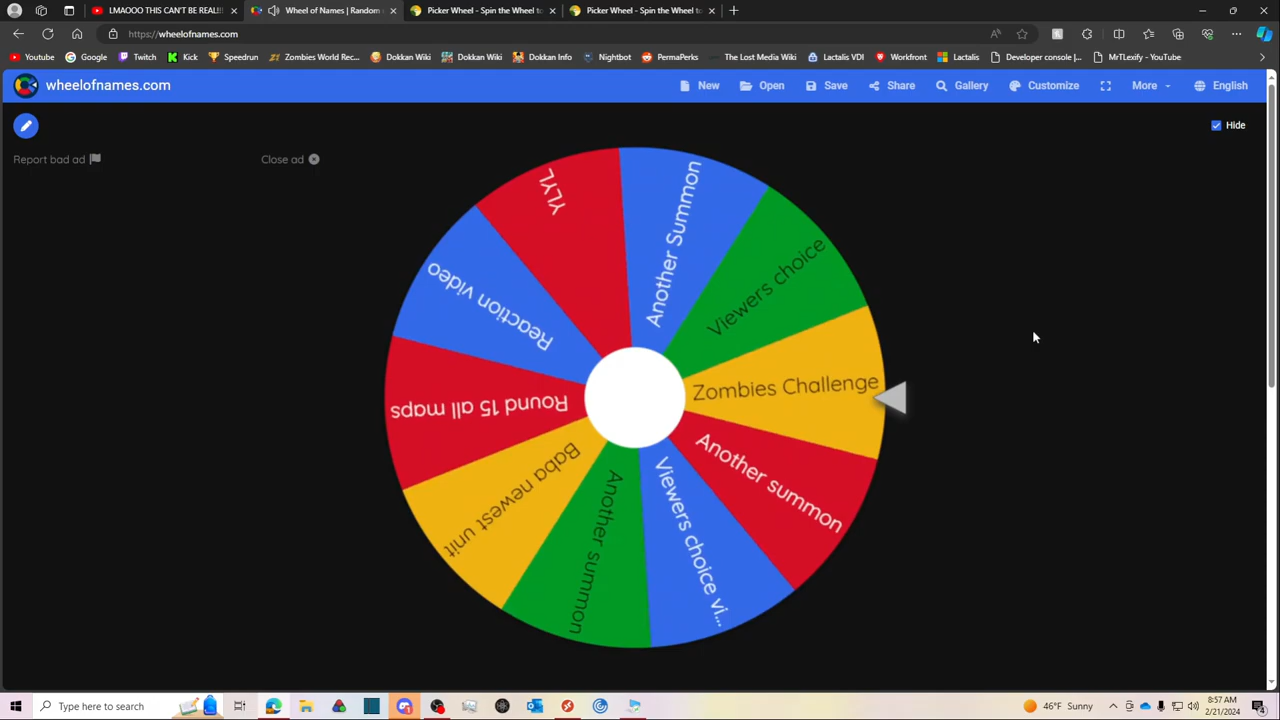 LMAOOO THIS CAN'T BE REAL!!
Wheel of Names | Random
Picker Wheel - Spin the Wheel to
Picker Wheel - Spin the Wheel to
https://wheelofnames.com
Youtube
Google
Twitch
Kick
Speedrun
Zombies World Rec...
Dokkan Wiki
Dokkan Wiki
Dokkan Info
Nightbot
PermaPerks
The Lost Media Wiki
Lactalis VDI
Workfront
Lactalis
Developer console |...
MrTLexify - YouTube
wheelofnames.com
New
Open
Save
Share
Gallery
Customize
More
English
Hide
Report bad ad
Close ad
YLYL
Another Summon
Viewers choice
Zombies Challenge
Another summon
Viewers choice vi...
Another summon
Baba newest unit
Round 15 all maps
Reaction video
Type here to search
46°F Sunny
8:57 AM
2/21/2024
4